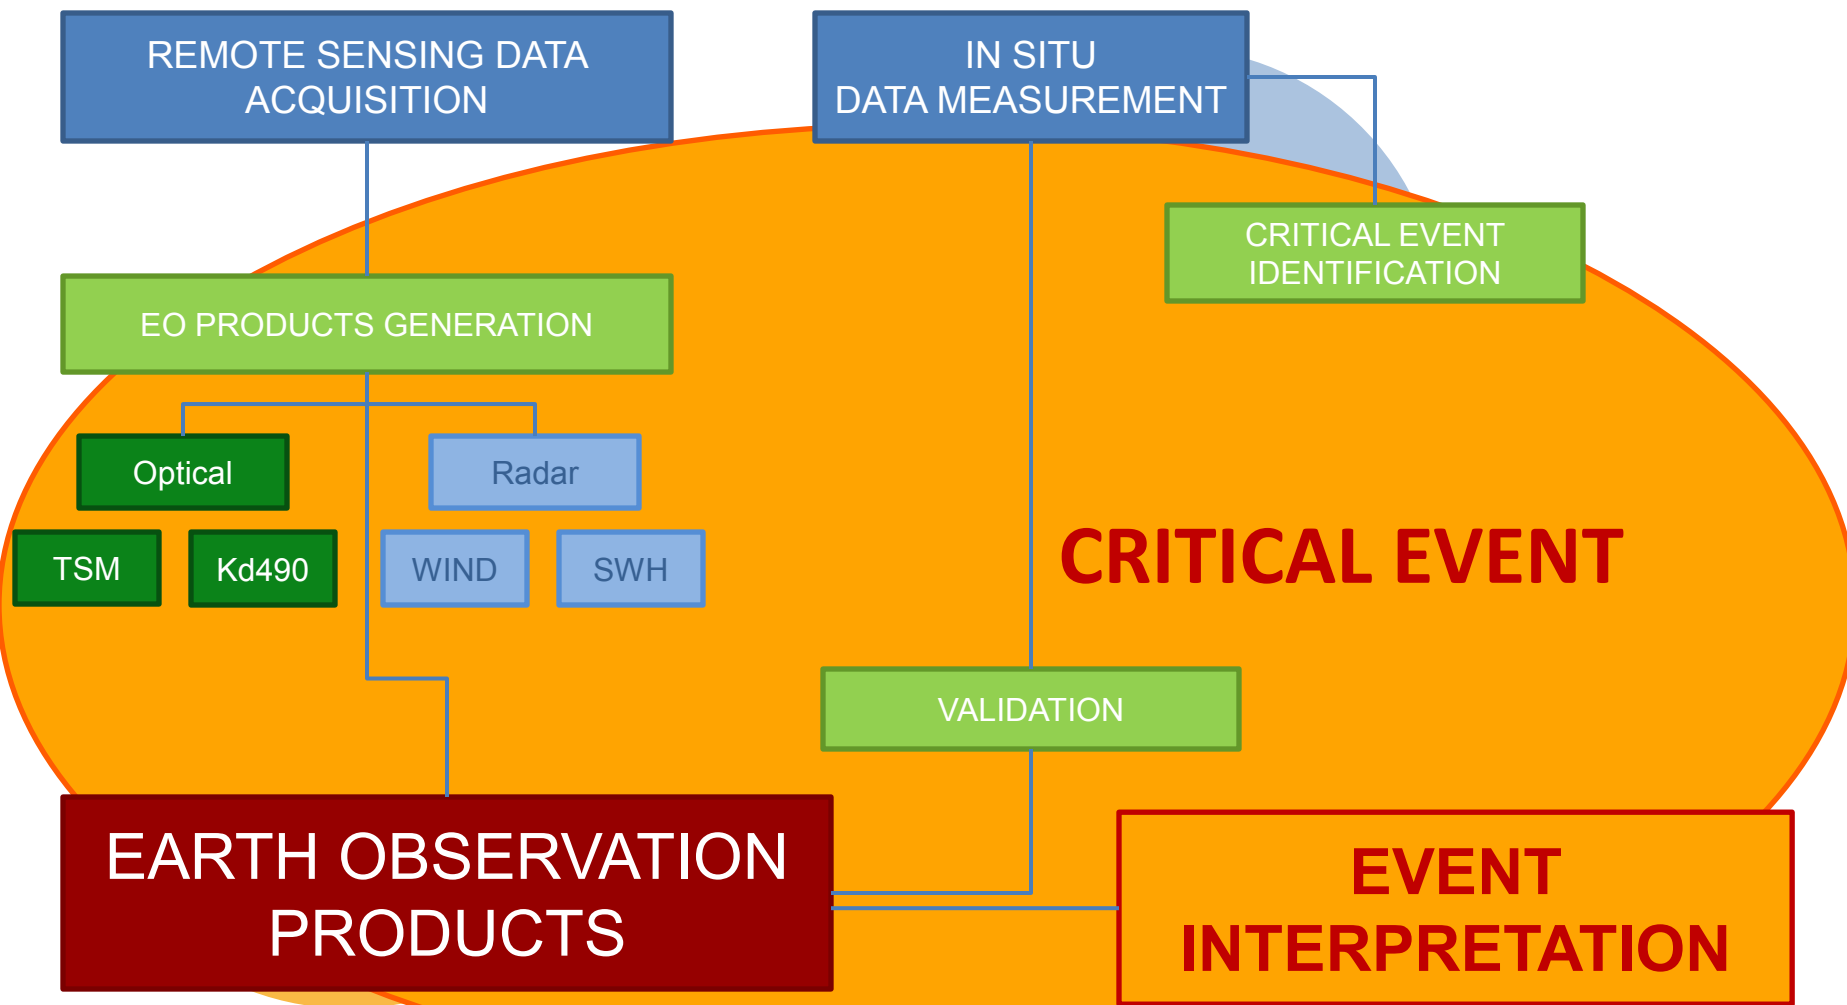 REMOTE SENSING DATA
ACQUISITION
IN SITU
DATA MEASUREMENT
CRITICAL EVENT
IDENTIFICATION
EO PRODUCTS GENERATION
Optical
Radar
TSM
Kd490
WIND
SWH
CRITICAL EVENT
VALIDATION
EARTH OBSERVATION
PRODUCTS
EVENT
INTERPRETATION